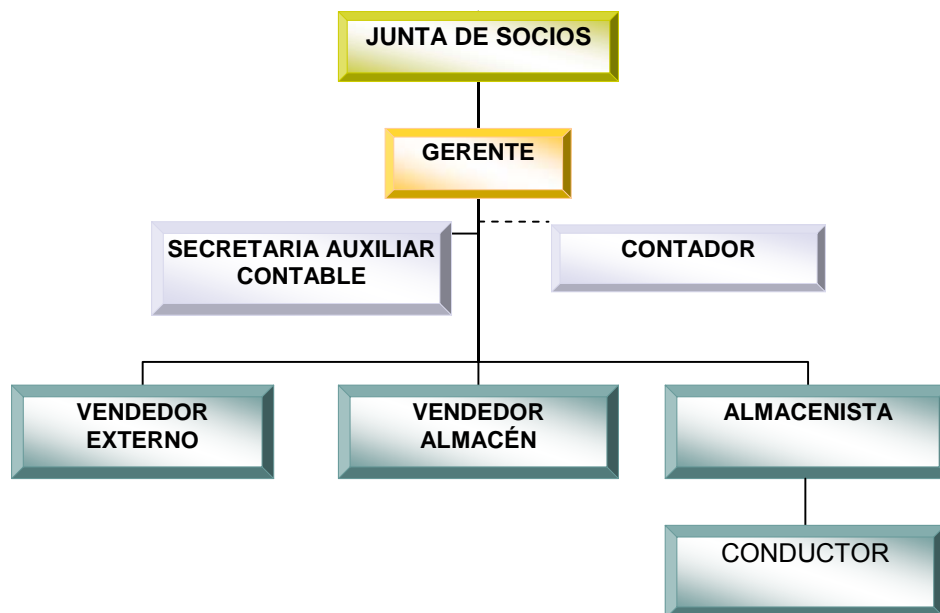 JUNTA DE SOCIOS
GERENTE
SECRETARIA AUXILIAR
CONTABLE
CONTADOR
VENDEDOR
EXTERNO
VENDEDOR
ALMACÉN
ALMACENISTA
CONDUCTOR